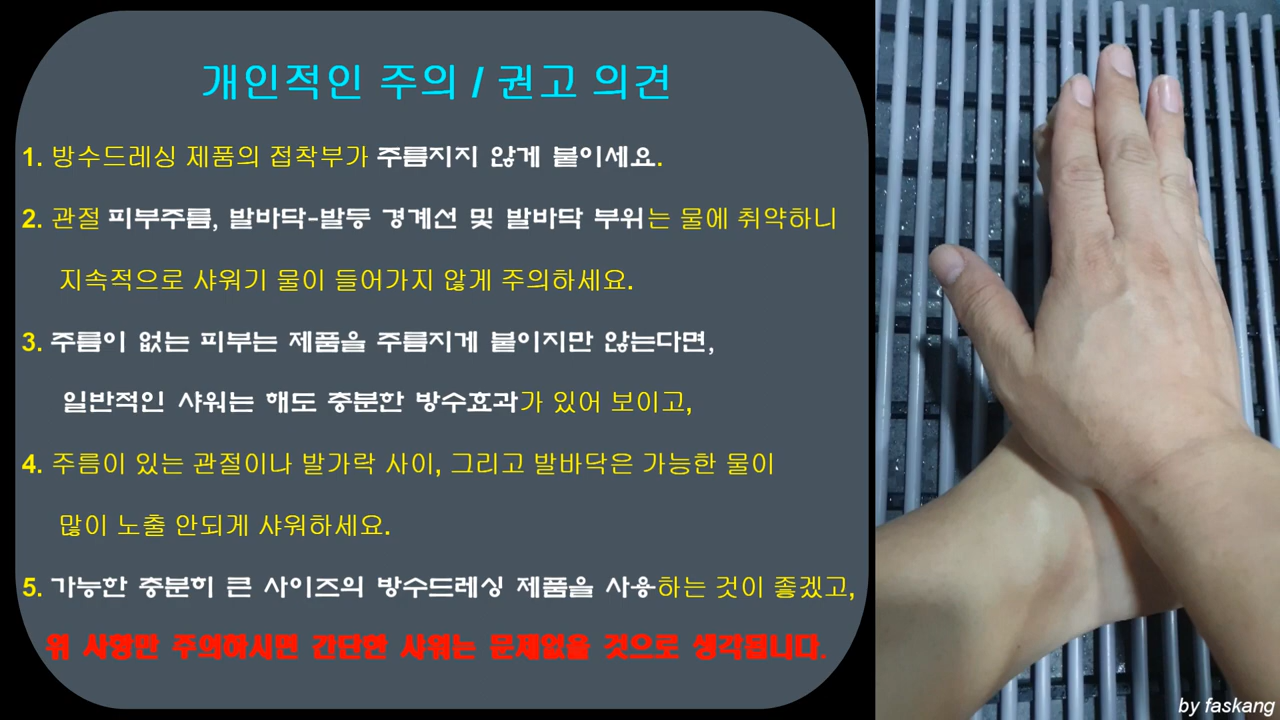 개인적인 주의 / 권고 의견
1. 방수드레싱 제품의 접착부가 주름지지 않게 붙이세요.
2. 관절 피부주름, 발바닥-발등 경계선 및 발바닥 부위는 물에 취약하니
지속적으로 샤워기 물이 들어가지 않게 주의하세요.
3. 주름이 없는 피부는 제품을 주름지게 붙이지만 않는다면,
일반적인 샤워는 해도 충분한 방수효과가 있어 보이고,
4. 주름이 있는 관절이나 발가락 사이, 그리고 발바닥은 가능한 물이
많이 노출 안되게 샤워하세요.
5. 가능한 충분히 큰 사이즈의 방수드레싱 제품을 사용하는 것이 좋겠고,
위 사항만 주의하시면 간단한 샤워는 문제없을 것으로 생각됩니다.
by faskang